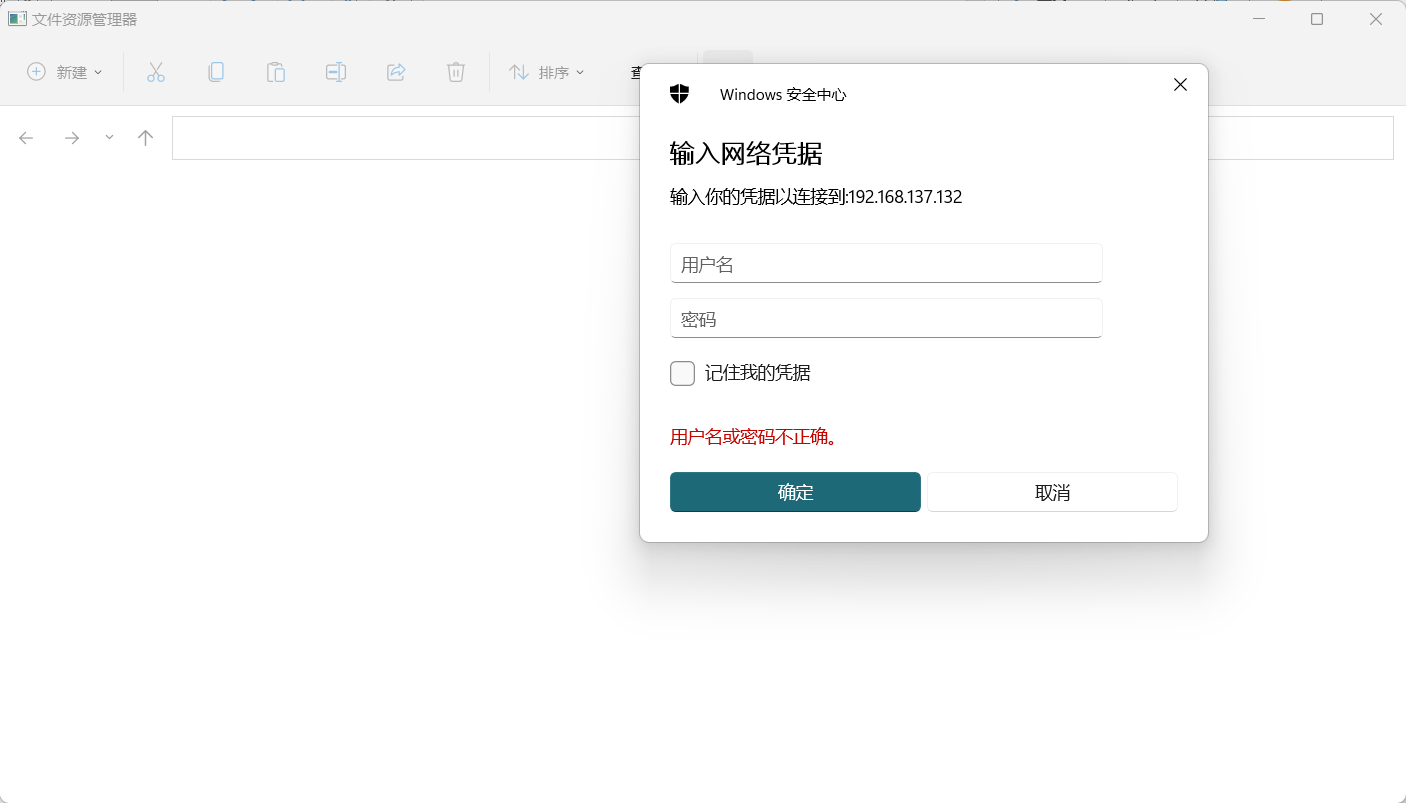 文件资源管理器
新建
排序
Windows 安全中心
输入网络凭据
输入你的凭据以连接到:192.168.137.132
用户名
密码
记住我的凭据
用户名或密码不正确。
确定
取消